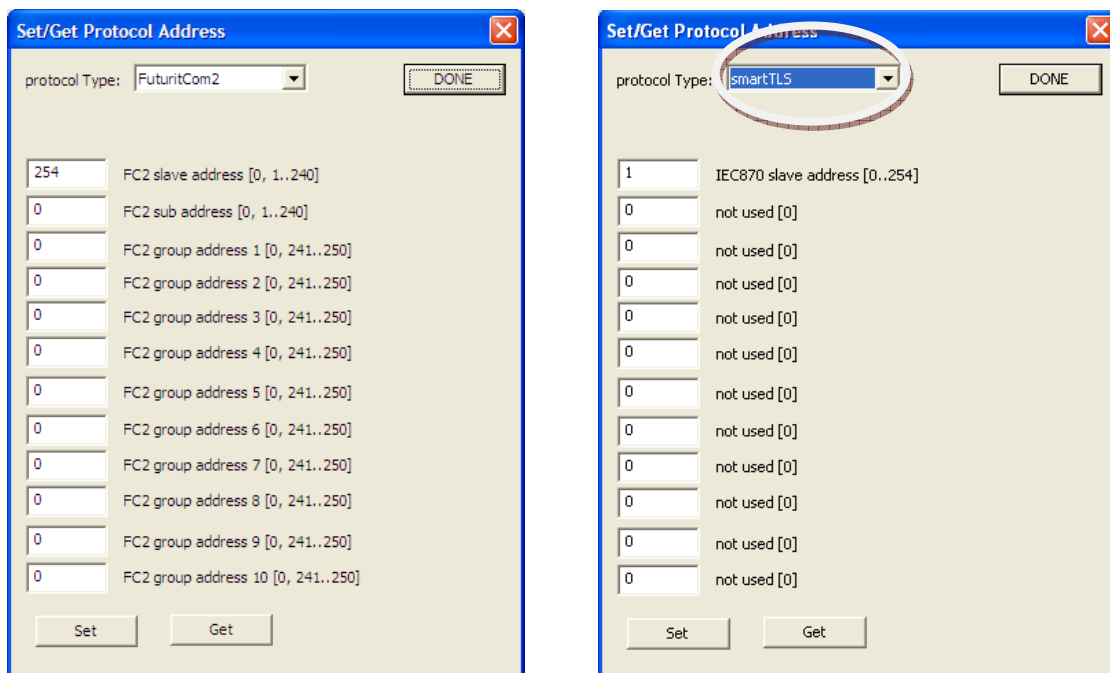 Set/Get Protocol Address
protocol Type: FuturitCom2 DONE
254 FC2 slave address [0, 1..240]
0 FC2 sub address [0, 1..240]
0 FC2 group address 1 [0, 241..250]
0 FC2 group address 2 [0, 241..250]
0 FC2 group address 3 [0, 241..250]
0 FC2 group address 4 [0, 241..250]
0 FC2 group address 5 [0, 241..250]
0 FC2 group address 6 [0, 241..250]
0 FC2 group address 7 [0, 241..250]
0 FC2 group address 8 [0, 241..250]
0 FC2 group address 9 [0, 241..250]
0 FC2 group address 10 [0, 241..250]
Set Get
Set/Get Protocol Address
protocol Type: smartTLS DONE
1 IEC870 slave address [0..254]
0 not used [0]
0 not used [0]
0 not used [0]
0 not used [0]
0 not used [0]
0 not used [0]
0 not used [0]
0 not used [0]
0 not used [0]
0 not used [0]
0 not used [0]
Set Get